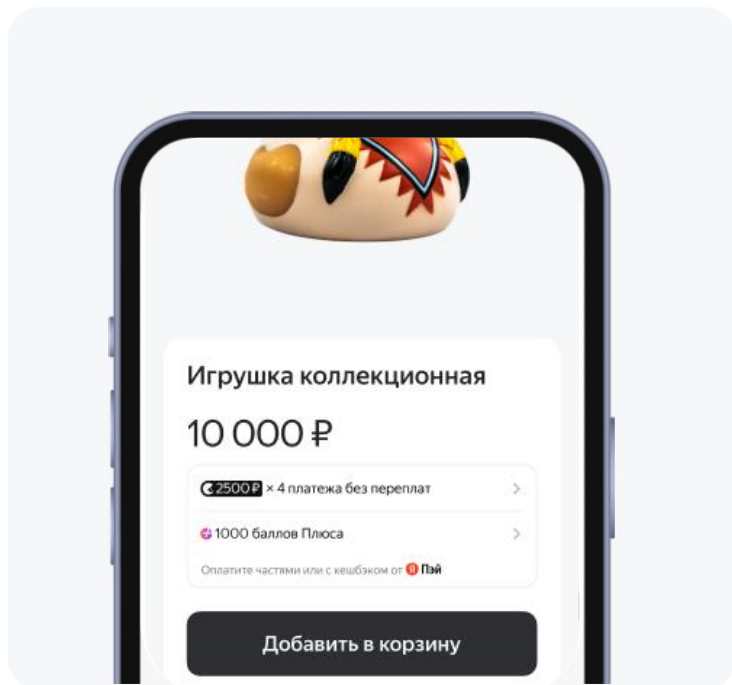 Игрушка коллекционная
10 000 ₽
2500 ₽ × 4 платежа без переплат
1000 баллов Плюса
Оплатите частями или с кешбэком от Я Пэй
Добавить в корзину